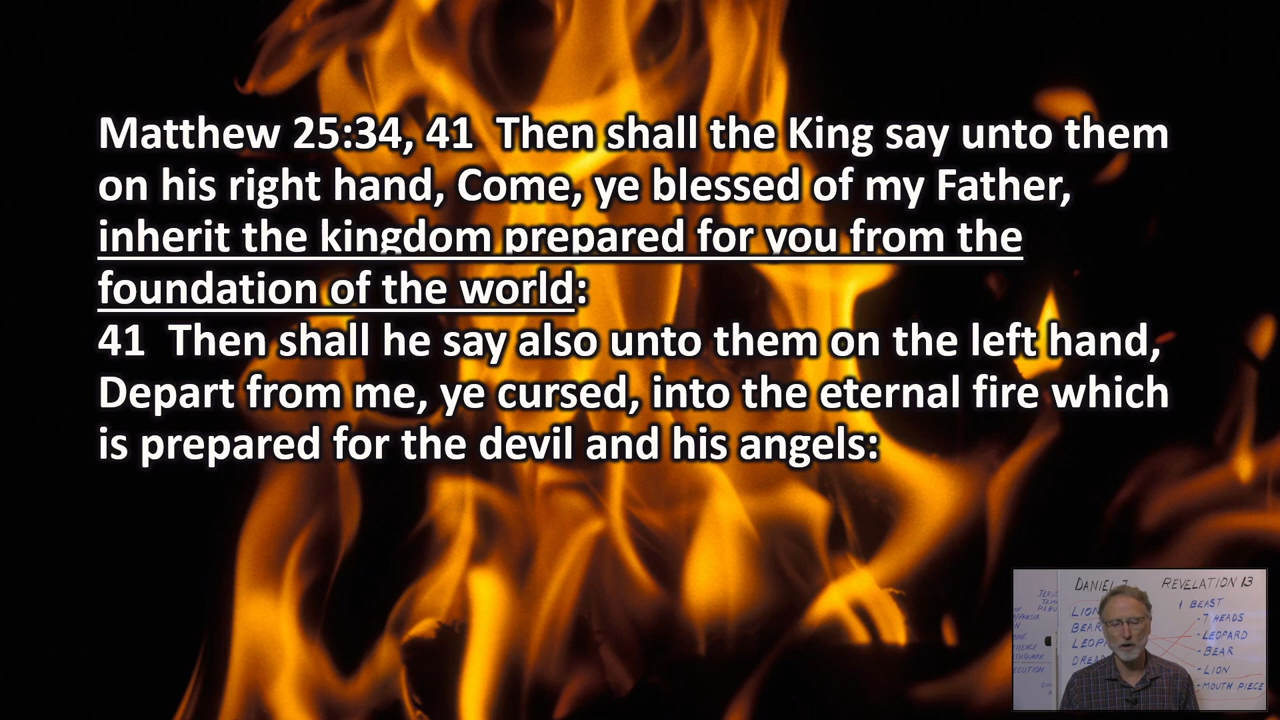 Matthew 25:34, 41  Then shall the King say unto them
on his right hand, Come, ye blessed of my Father,
inherit the kingdom prepared for you from the
foundation of the world:
41  Then shall he say also unto them on the left hand,
Depart from me, ye cursed, into the eternal fire which
is prepared for the devil and his angels:
DANIEL 7
LION
BEAR
REVELATION 13
1 BEAST
-7 HEADS
-LEOPARD
-BEAR
-LION
-MOUTH PIECE